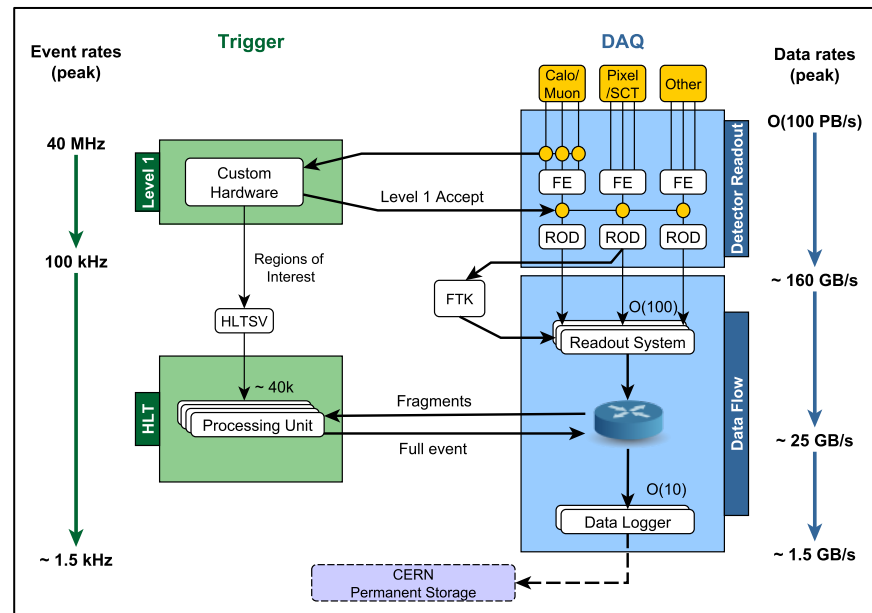 Event rates
(peak)
Trigger
DAQ
Data rates
(peak)
Calo/
Muon
Pixel
/SCT
Other
O(100 PB/s)
40 MHz
Level 1
Custom
Hardware
FE
FE
FE
Detector Readout
Level 1 Accept
ROD
ROD
ROD
100 kHz
Regions of
Interest
~ 160 GB/s
FTK
O(100)
HLTSV
Readout System
~ 40k
HLT
Processing Unit
Fragments
Full event
Data Flow
~ 25 GB/s
O(10)
Data Logger
~ 1.5 kHz
~ 1.5 GB/s
CERN
Permanent Storage